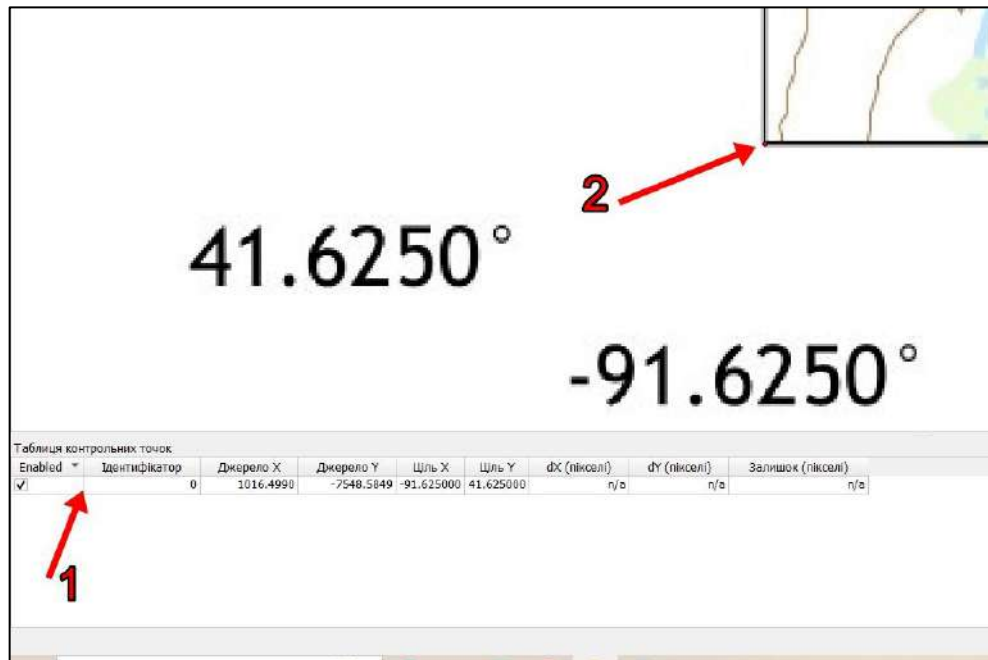 2
41.6250°
-91.6250°
Таблиця контрольних точок
Enabled Ідентифікатор Джерело X Джерело Y Ціль X Ціль Y dX (пікселі) dY (пікселі) Залишок (пікселі)
0 1016.4990 -7548.5849 -91.625000 41.625000 n/a n/a n/a
1